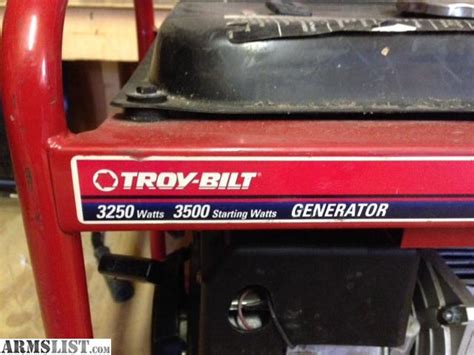 TROY-BILT
3250 Watts 3500 Starting Watts GENERATOR
ARMSLIST.COM